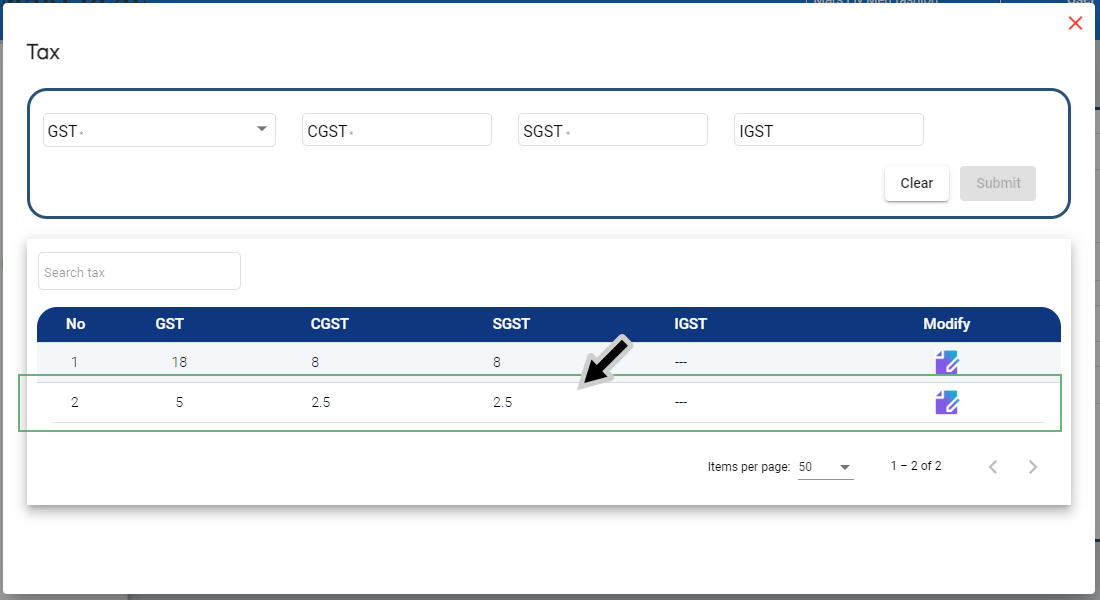 Tax
GST *
CGST *
SGST *
IGST
Clear
Submit
Search tax
No GST CGST SGST IGST Modify
1 18 8 8 ---
2 5 2.5 2.5 ---
Items per page: 50 1 – 2 of 2